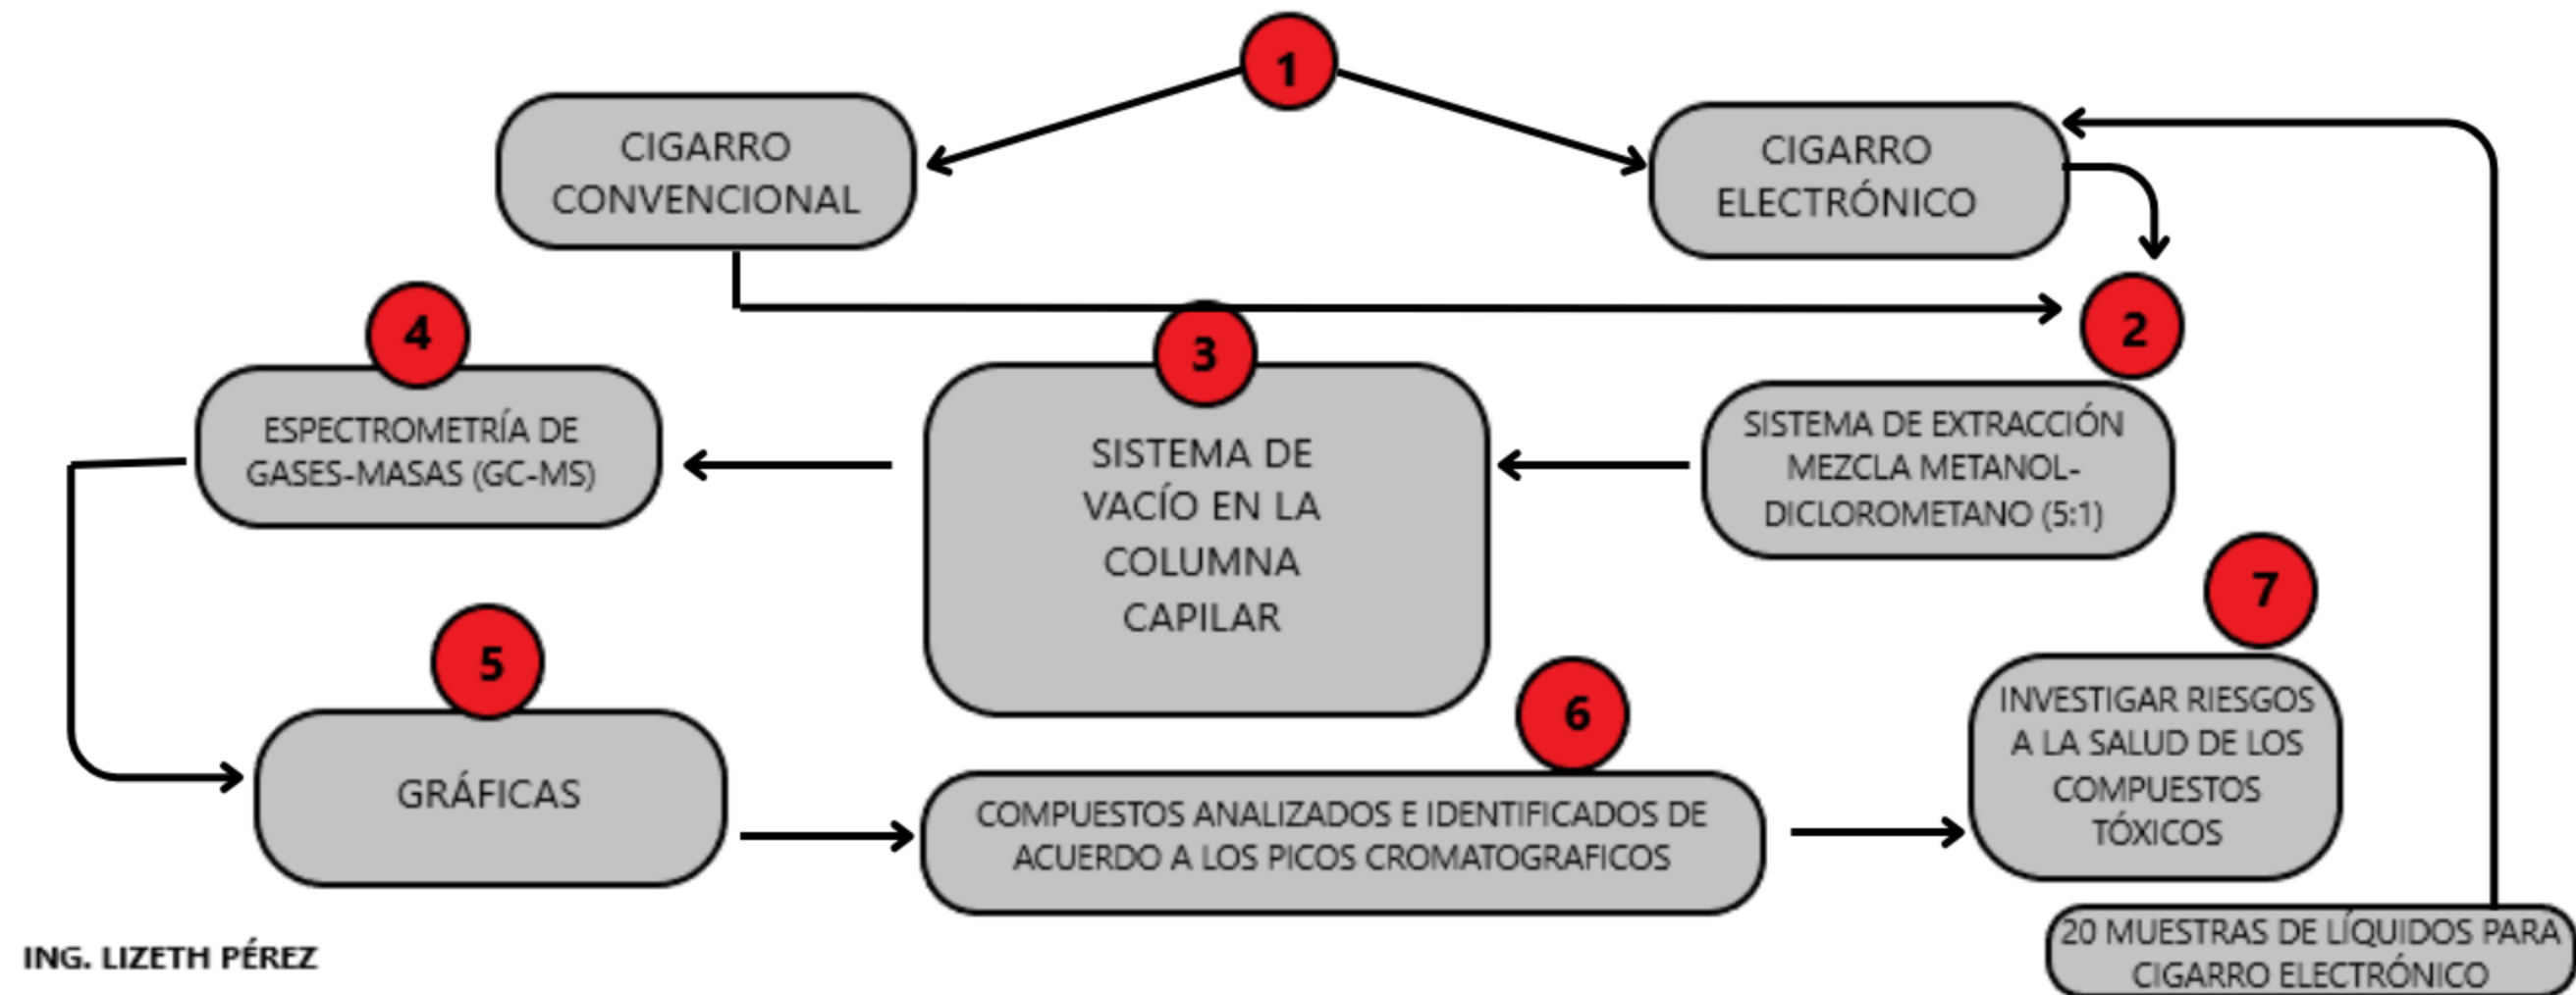 1
CIGARRO
CONVENCIONAL
CIGARRO
ELECTRÓNICO
2
SISTEMA DE EXTRACCIÓN
MEZCLA METANOL-
DICLOROMETANO (5:1)
3
SISTEMA DE
VACÍO EN LA
COLUMNA
CAPILAR
4
ESPECTROMETRÍA DE
GASES-MASAS (GC-MS)
5
GRÁFICAS
6
COMPUESTOS ANALIZADOS E IDENTIFICADOS DE
ACUERDO A LOS PICOS CROMATOGRAFICOS
7
INVESTIGAR RIESGOS
A LA SALUD DE LOS
COMPUESTOS
TÓXICOS
20 MUESTRAS DE LÍQUIDOS PARA
CIGARRO ELECTRÓNICO
ING. LIZETH PÉREZ